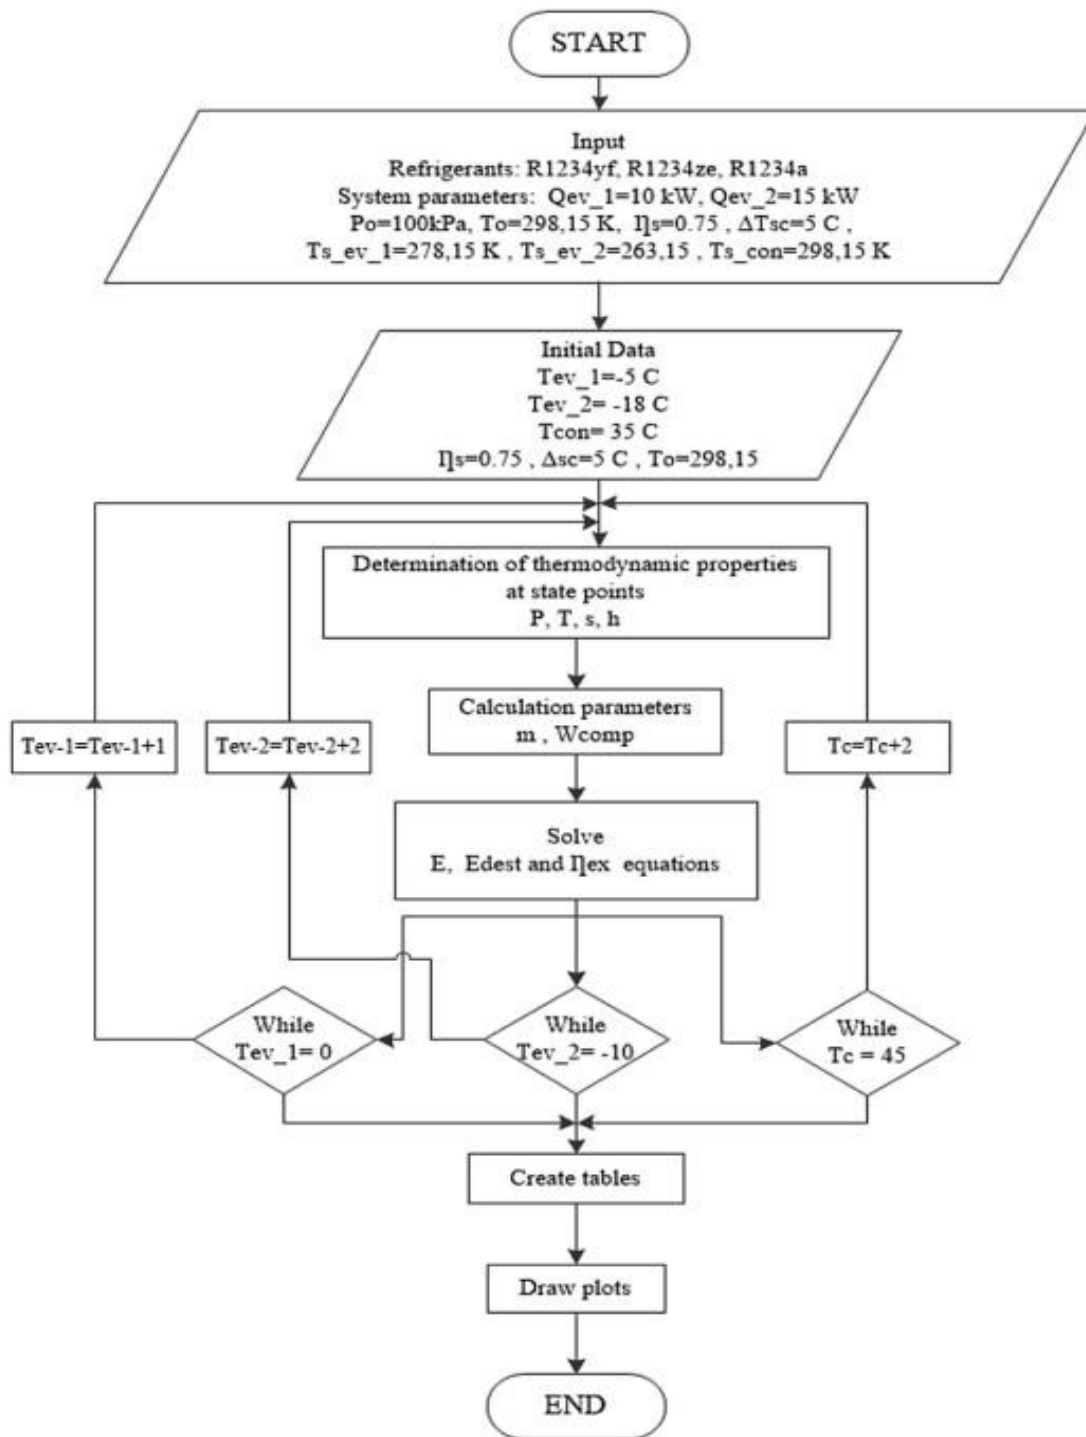 START
Input
Refrigerants: R1234yf, R1234ze, R1234a
System parameters:  Qev_1=10 kW, Qev_2=15 kW
Po=100kPa, To=298,15 K,  Ƞs=0.75 , ΔTsc=5 C ,
Ts_ev_1=278,15 K , Ts_ev_2=263,15 , Ts_con=298,15 K
Initial Data
Tev_1=-5 C
Tev_2= -18 C
Tcon= 35 C
Ƞs=0.75 , Δsc=5 C , To=298,15
Determination of thermodynamic properties
at state points
P, T, s, h
Calculation parameters
m , Wcomp
Tev-1=Tev-1+1
Tev-2=Tev-2+2
Tc=Tc+2
Solve
E,  Edest and Ƞex  equations
While
Tev_1= 0
While
Tev_2= -10
While
Tc = 45
Create tables
Draw plots
END